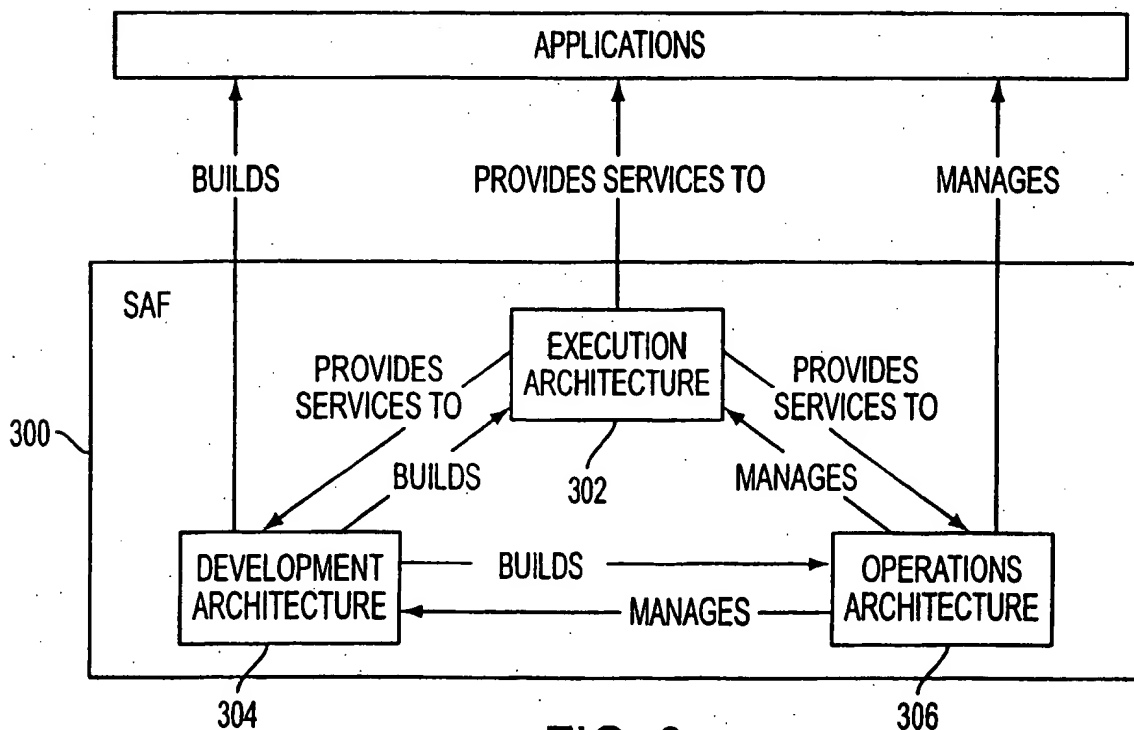 APPLICATIONS
BUILDS
PROVIDES SERVICES TO
MANAGES
SAF
EXECUTION
ARCHITECTURE
PROVIDES
SERVICES TO
PROVIDES
SERVICES TO
300
BUILDS
302
MANAGES
DEVELOPMENT
ARCHITECTURE
BUILDS
MANAGES
OPERATIONS
ARCHITECTURE
304
306